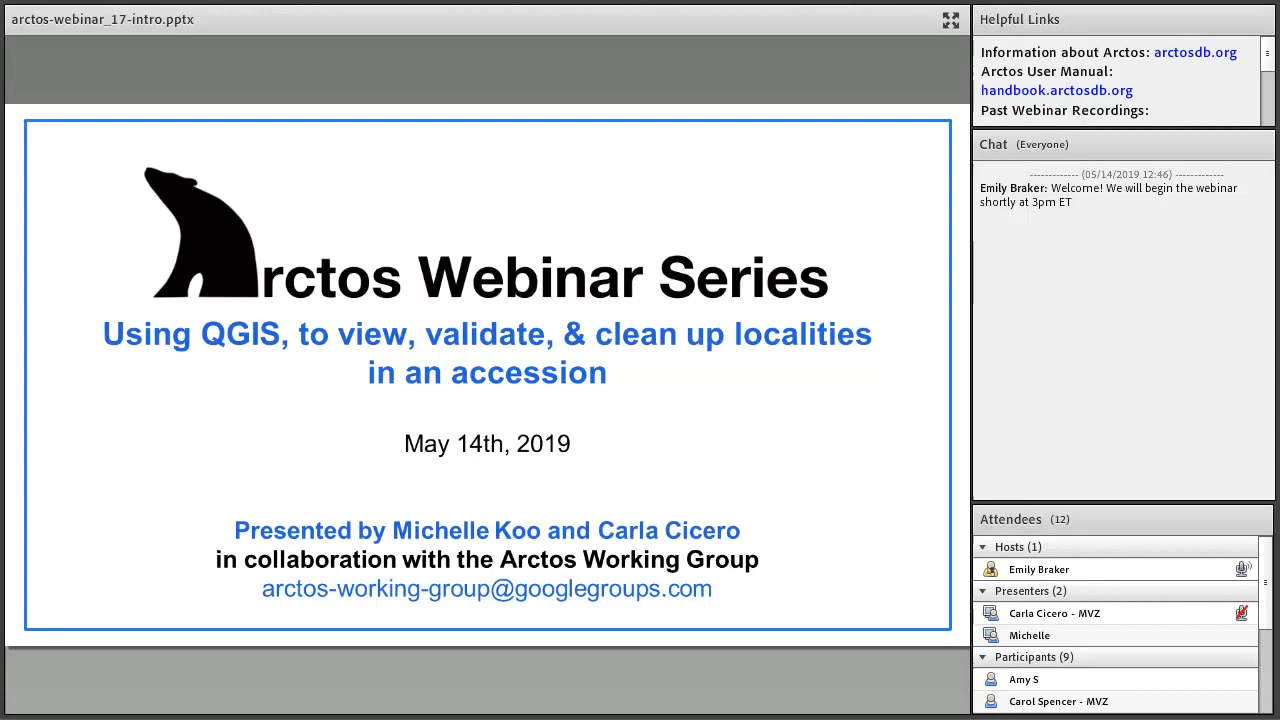 arctos-webinar_17-intro.pptx
rctos Webinar Series
Using QGIS, to view, validate, & clean up localities
in an accession
May 14th, 2019
Presented by Michelle Koo and Carla Cicero
in collaboration with the Arctos Working Group
arctos-working-group@googlegroups.com
Helpful Links
Information about Arctos: arctosdb.org
Arctos User Manual:
handbook.arctosdb.org
Past Webinar Recordings:
Chat (Everyone)
------------- (05/14/2019 12:46) -------------
Emily Braker: Welcome! We will begin the webinar
shortly at 3pm ET
Attendees (12)
Hosts (1)
Emily Braker
Presenters (2)
Carla Cicero - MVZ
Michelle
Participants (9)
Amy S
Carol Spencer - MVZ